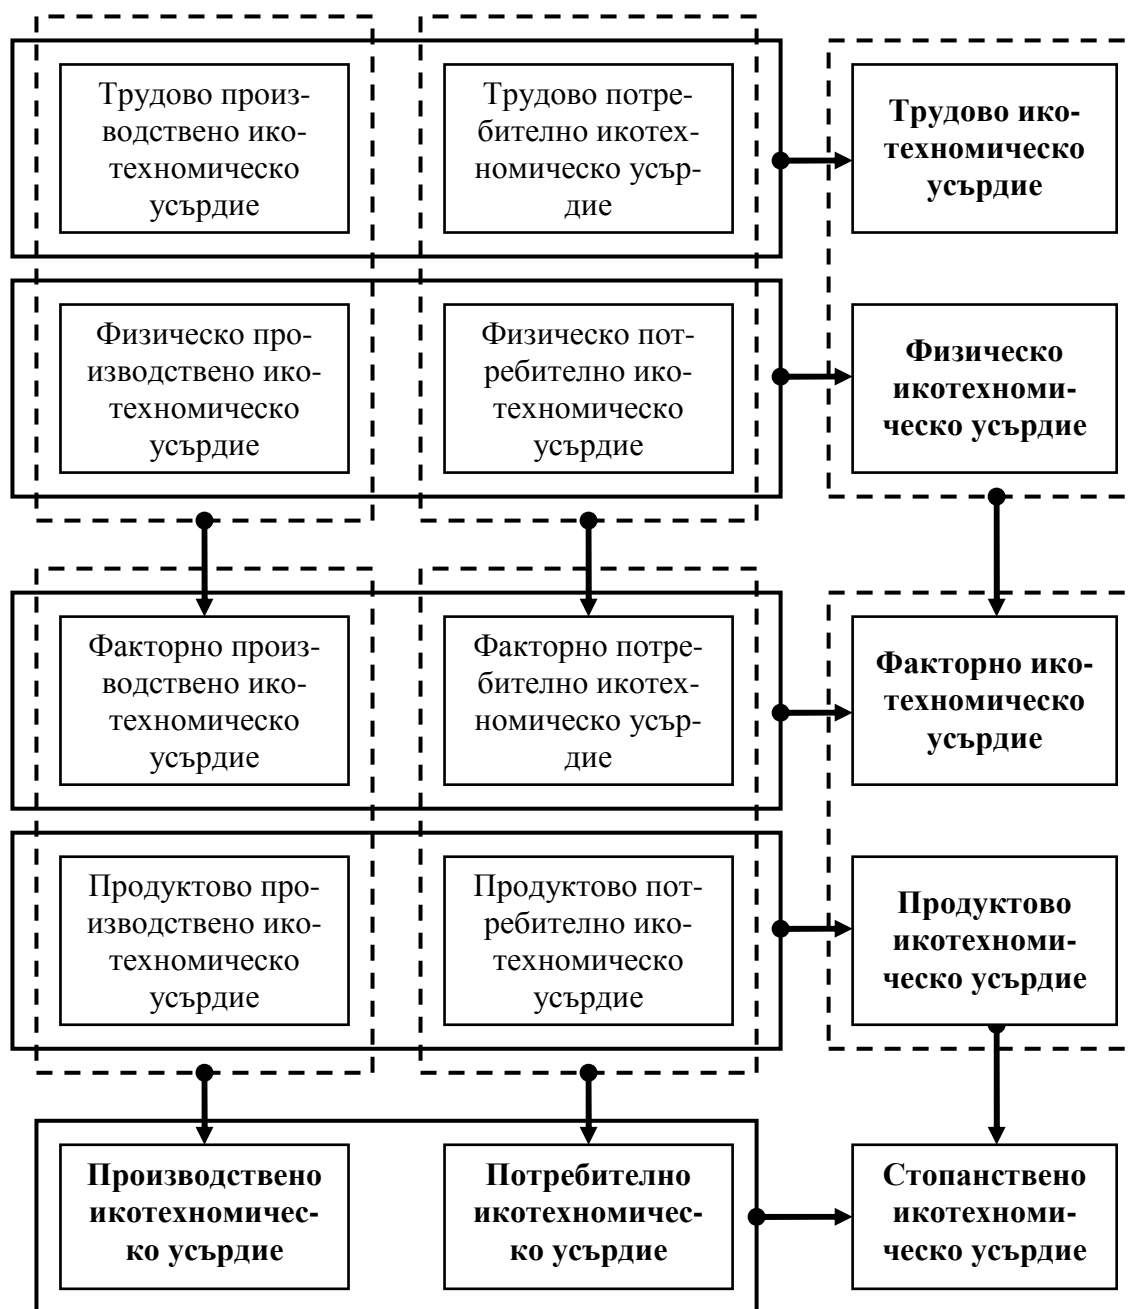 Трудово произ-
водствено ико-
техномическо
усърдие
Трудово потре-
бително икотех-
номическо усър-
дие
Трудово ико-
техномическо
усърдие
Физическо про-
изводствено ико-
техномическо
усърдие
Физическо пот-
ребително ико-
техномическо
усърдие
Физическо
икотехноми-
ческо усърдие
Факторно произ-
водствено ико-
техномическо
усърдие
Факторно потре-
бително икотех-
номическо усър-
дие
Факторно ико-
техномическо
усърдие
Продуктово про-
изводствено ико-
техномическо
усърдие
Продуктово пот-
ребително ико-
техномическо
усърдие
Продуктово
икотехноми-
ческо усърдие
Производствено
икотехномичес-
ко усърдие
Потребително
икотехномичес-
ко усърдие
Стопанствено
икотехноми-
ческо усърдие